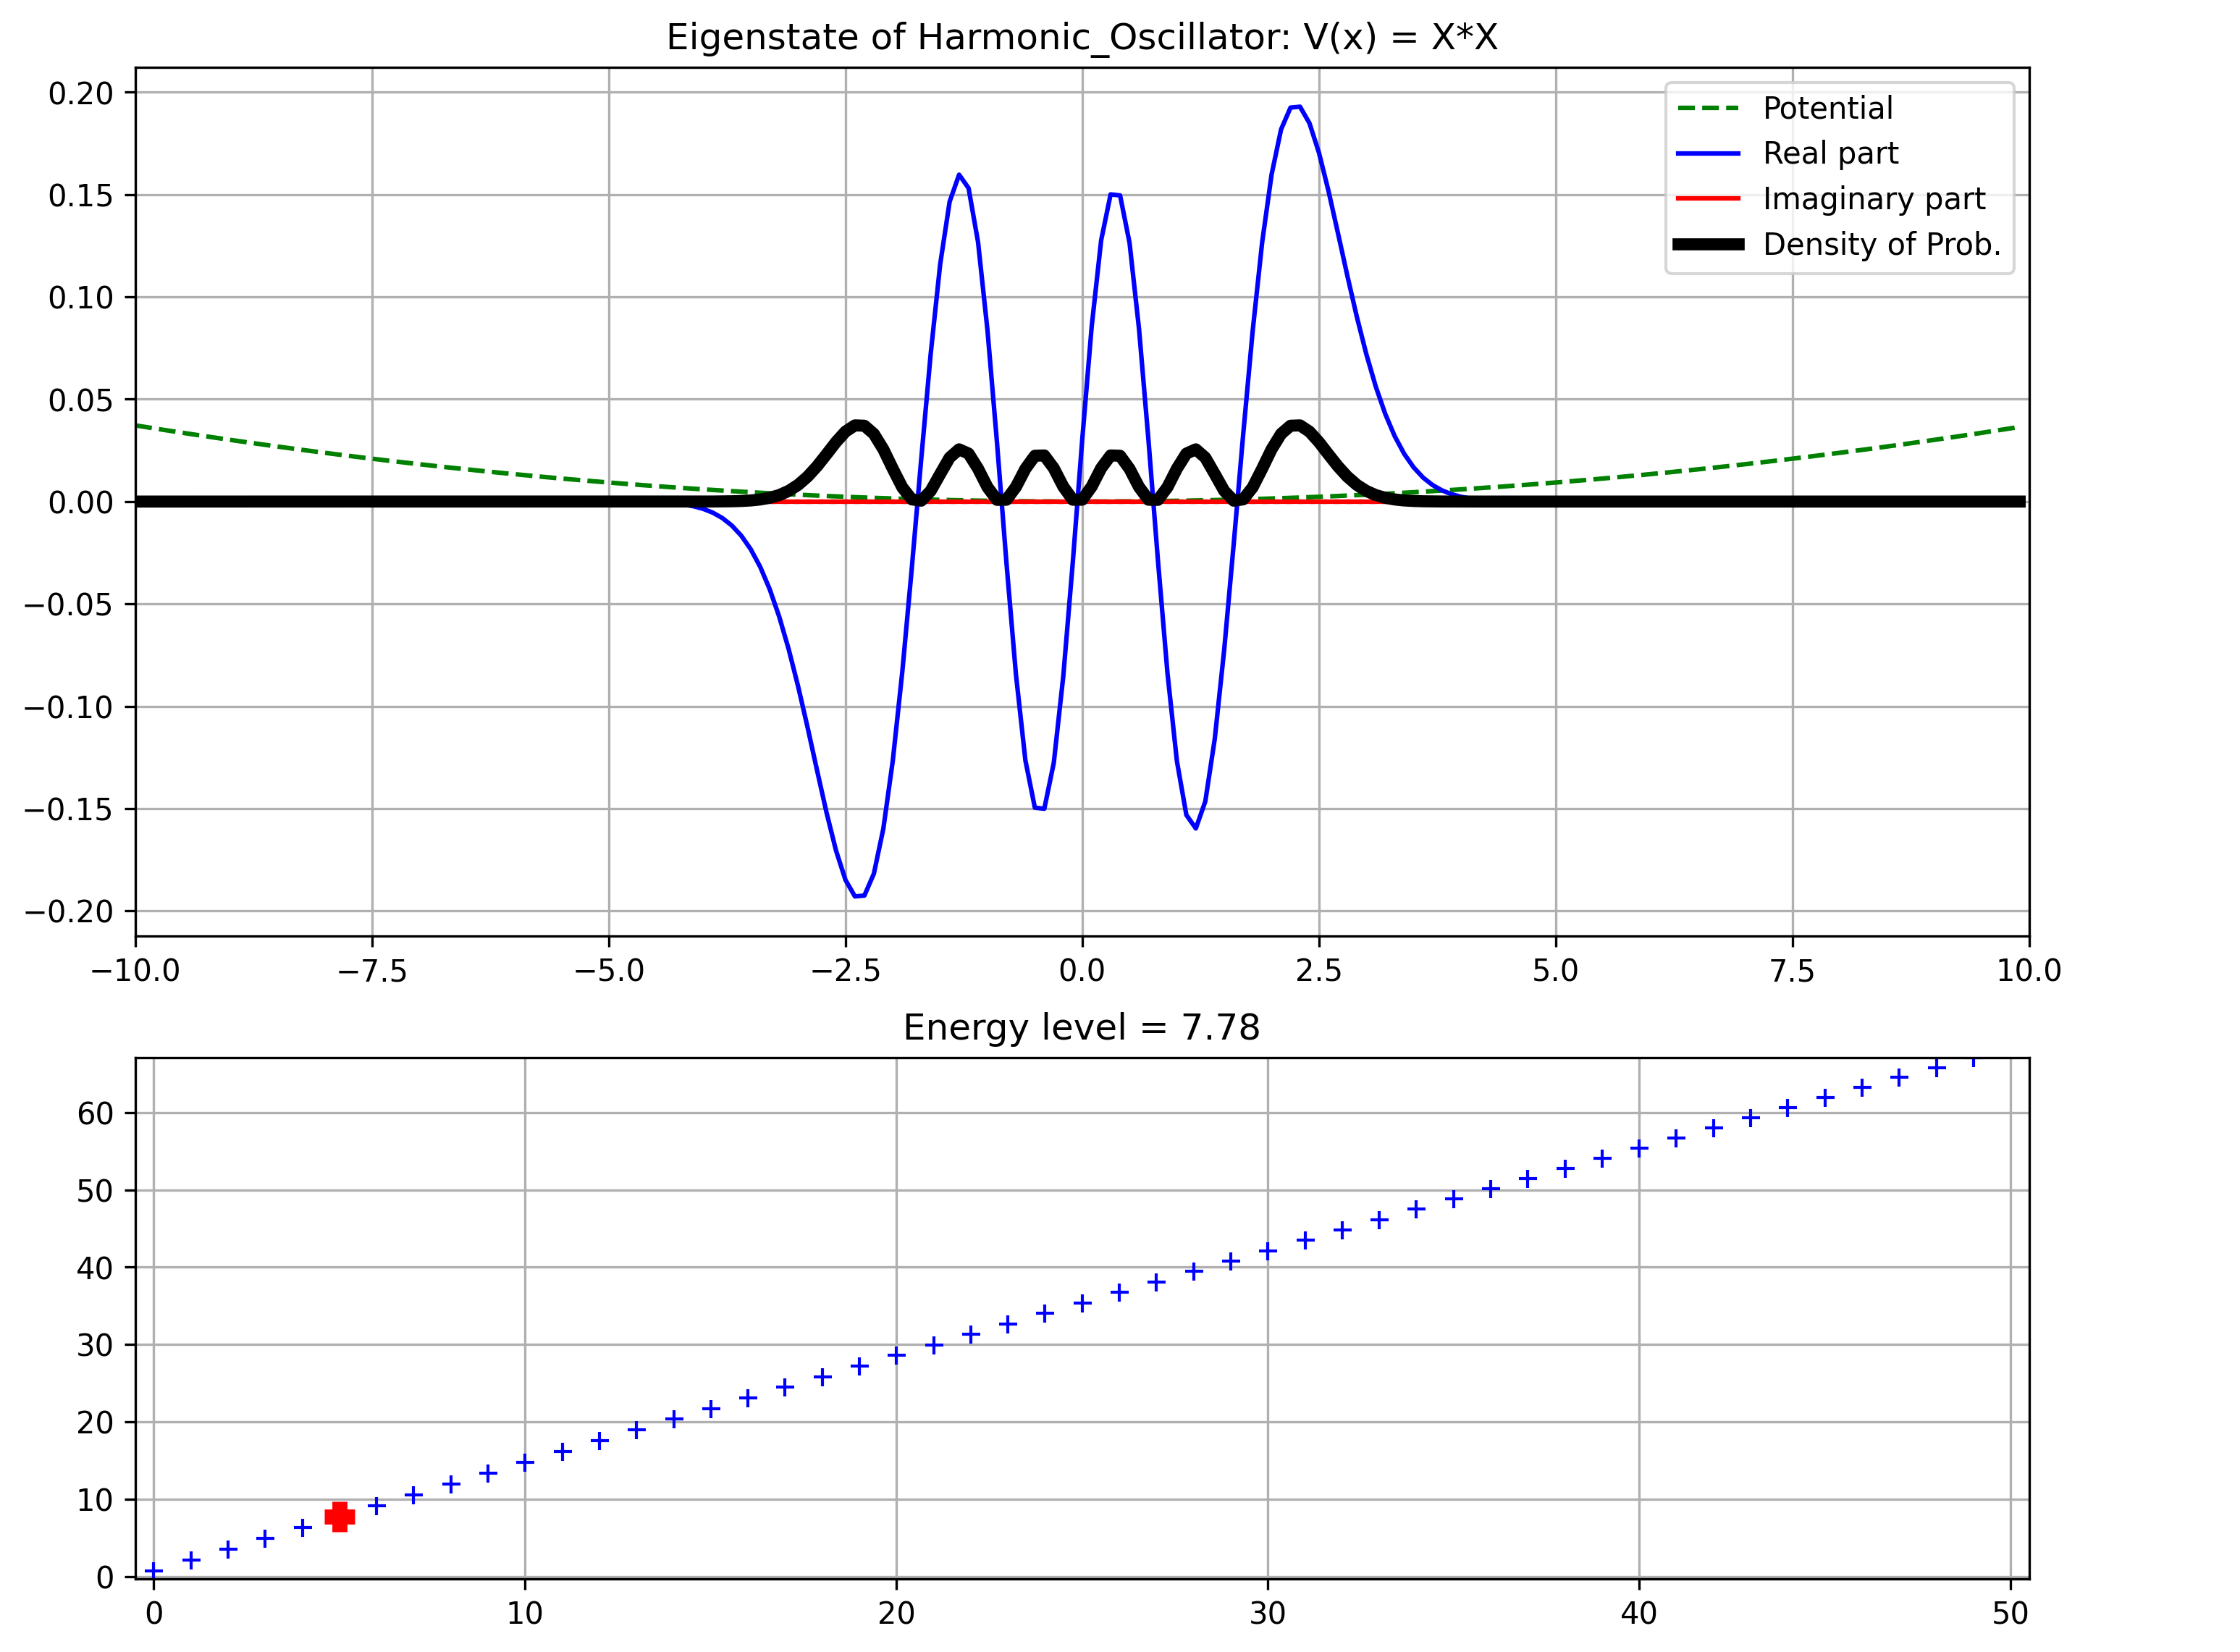 Eigenstate of Harmonic_Oscillator: V(x) = X*X
Potential
Real part
Imaginary part
Density of Prob.
0.20
0.15
0.10
0.05
0.00
−0.05
−0.10
−0.15
−0.20
−10.0 −7.5 −5.0 −2.5 0.0 2.5 5.0 7.5 10.0
Energy level = 7.78
60
50
40
30
20
10
0
0 10 20 30 40 50